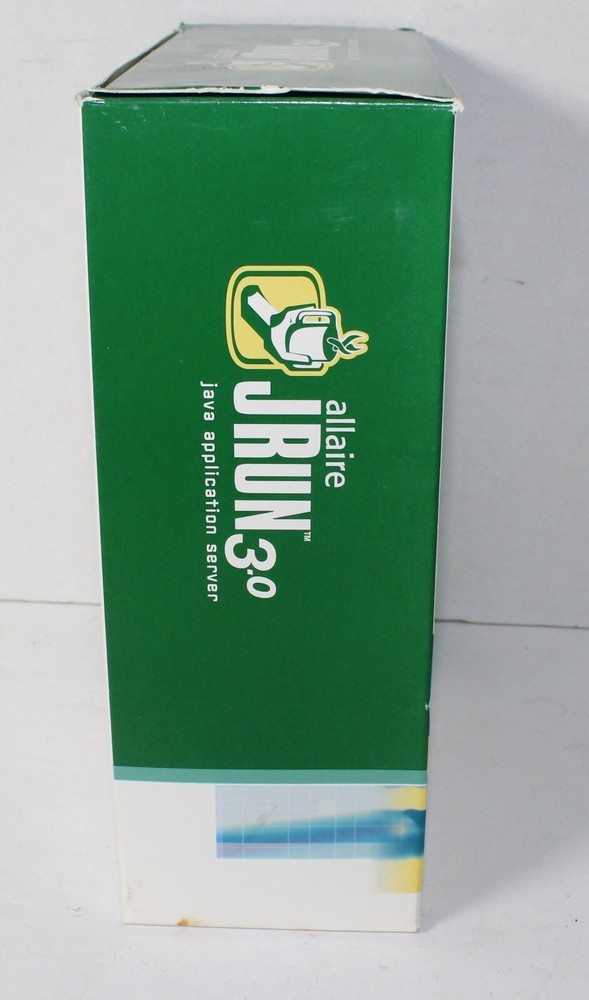 allaire
JRUN™ 3.0
java application server